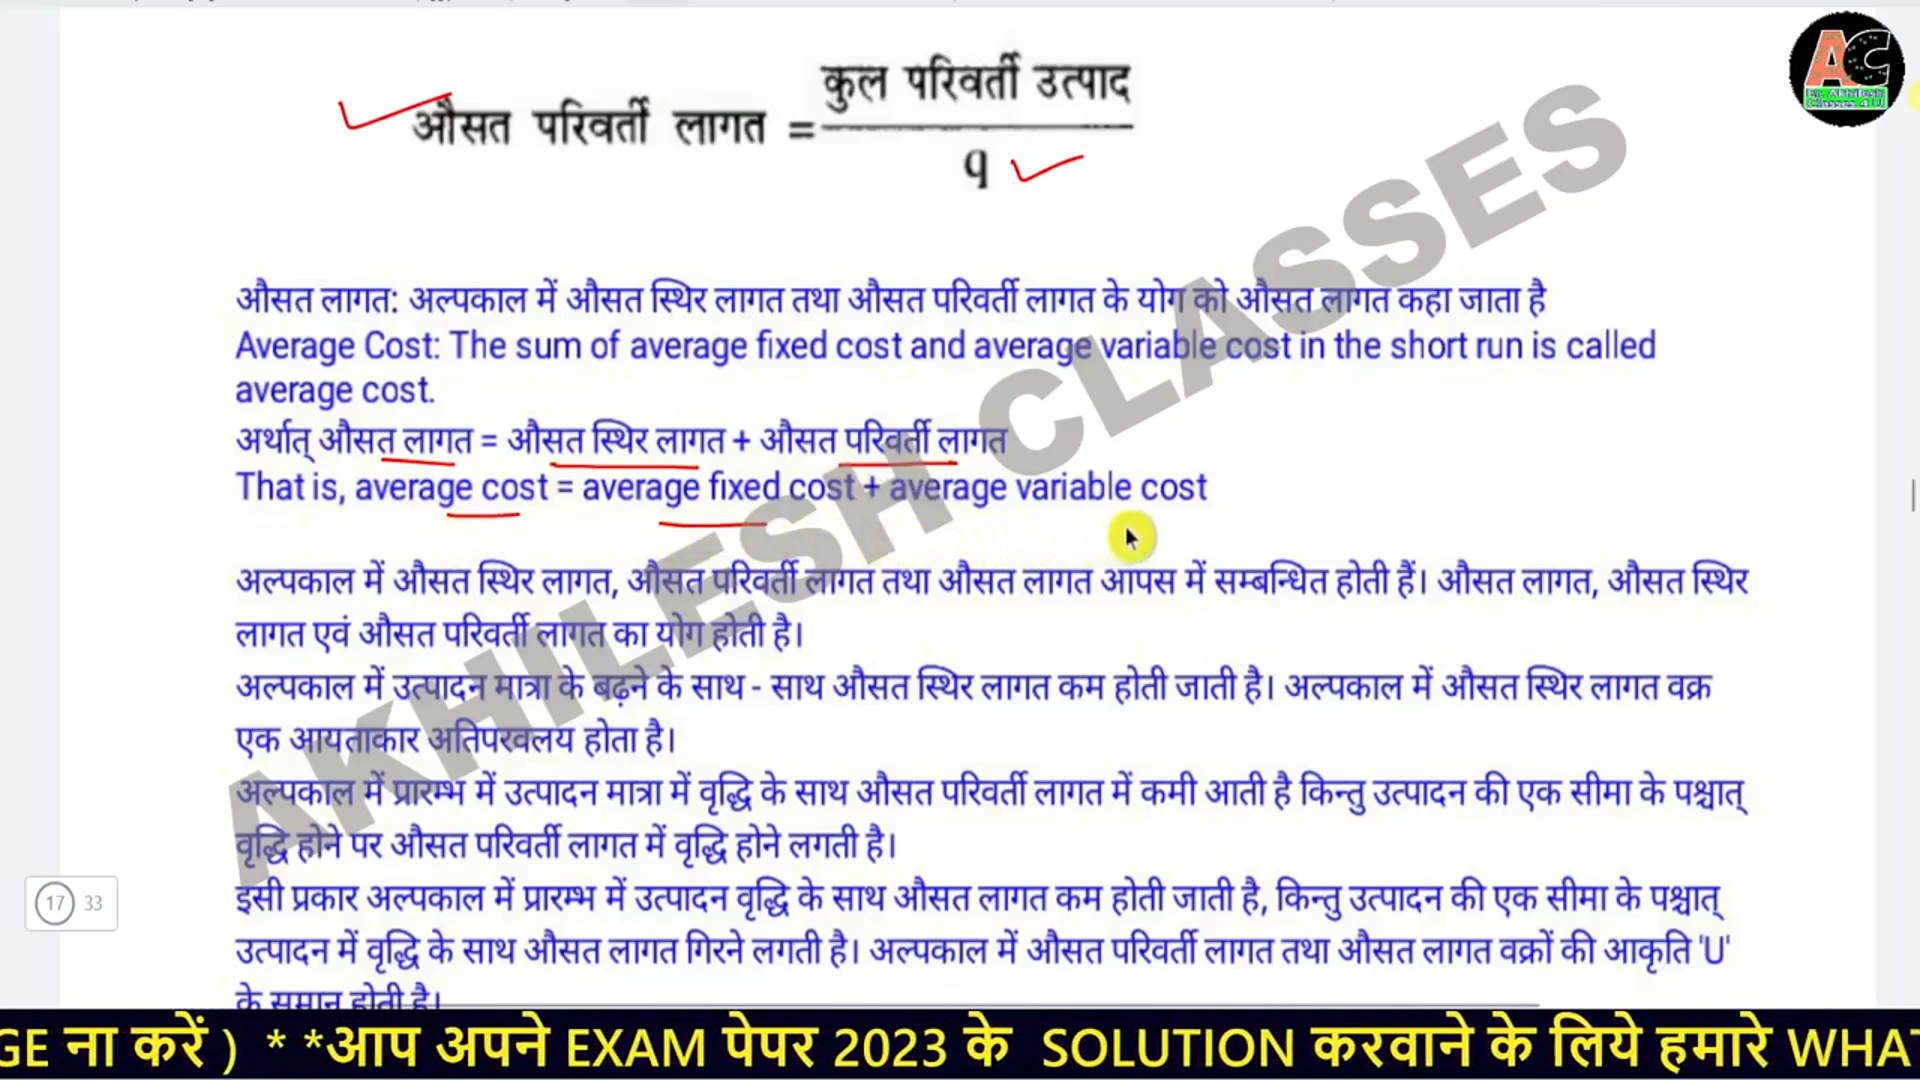 औसत परिवर्ती लागत = कुल परिवर्ती उत्पाद
q
AC
Er. Akhilesh
Classes 4 U
औसत लागत: अल्पकाल में औसत स्थिर लागत तथा औसत परिवर्ती लागत के योग को औसत लागत कहा जाता है
Average Cost: The sum of average fixed cost and average variable cost in the short run is called
average cost.
अर्थात् औसत लागत = औसत स्थिर लागत + औसत परिवर्ती लागत
That is, average cost = average fixed cost + average variable cost
अल्पकाल में औसत स्थिर लागत, औसत परिवर्ती लागत तथा औसत लागत आपस में सम्बन्धित होती हैं। औसत लागत, औसत स्थिर
लागत एवं औसत परिवर्ती लागत का योग होती है।
अल्पकाल में उत्पादन मात्रा के बढ़ने के साथ - साथ औसत स्थिर लागत कम होती जाती है। अल्पकाल में औसत स्थिर लागत वक्र
एक आयताकार अतिपरवलय होता है।
अल्पकाल में प्रारम्भ में उत्पादन मात्रा में वृद्धि के साथ औसत परिवर्ती लागत में कमी आती है किन्तु उत्पादन की एक सीमा के पश्चात्
वृद्धि होने पर औसत परिवर्ती लागत में वृद्धि होने लगती है।
इसी प्रकार अल्पकाल में प्रारम्भ में उत्पादन वृद्धि के साथ औसत लागत कम होती जाती है, किन्तु उत्पादन की एक सीमा के पश्चात्
उत्पादन में वृद्धि के साथ औसत लागत गिरने लगती है। अल्पकाल में औसत परिवर्ती लागत तथा औसत लागत वक्रों की आकृति 'U'
के समान होती है।
AKHILESH CLASSES
17 33
GE ना करें ) * *आप अपने EXAM पेपर 2023 के SOLUTION करवाने के लिये हमारे WHAT